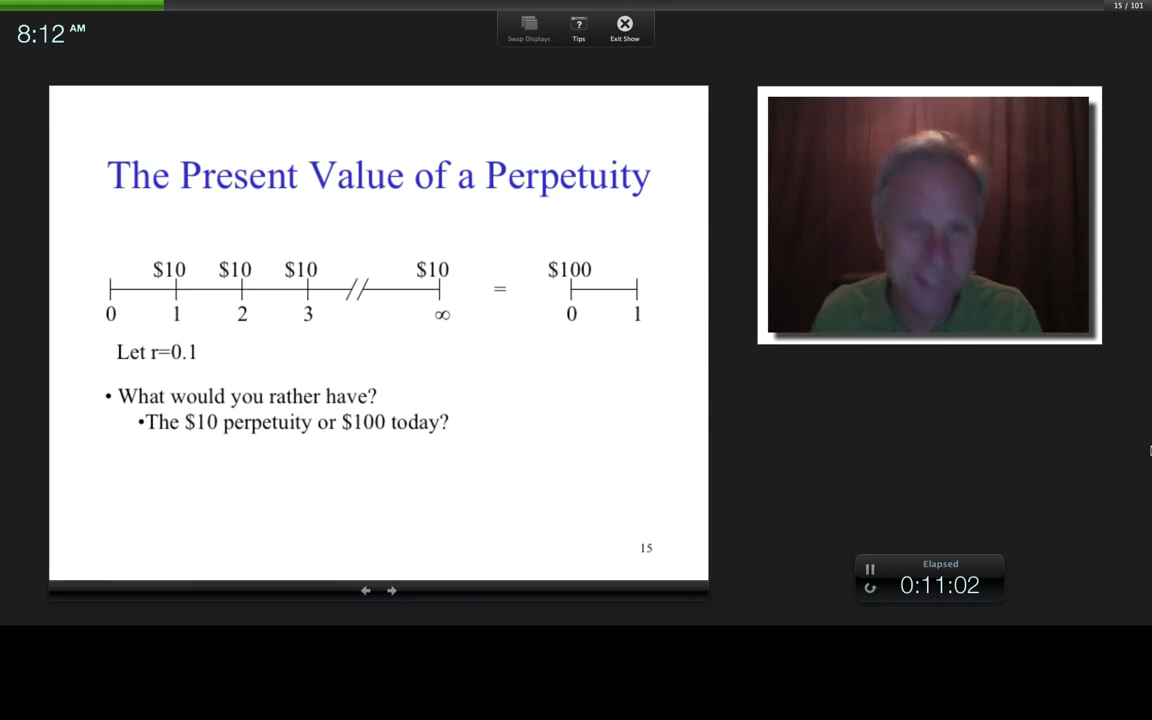 15 / 101
8:12 AM
Swap Displays
?
Tips
Exit Show
The Present Value of a Perpetuity
$10 $10 $10 $10 $100
=
0 1 2 3 ∞ 0 1
Let r=0.1
• What would you rather have?
•The $10 perpetuity or $100 today?
15
Elapsed
0:11:02